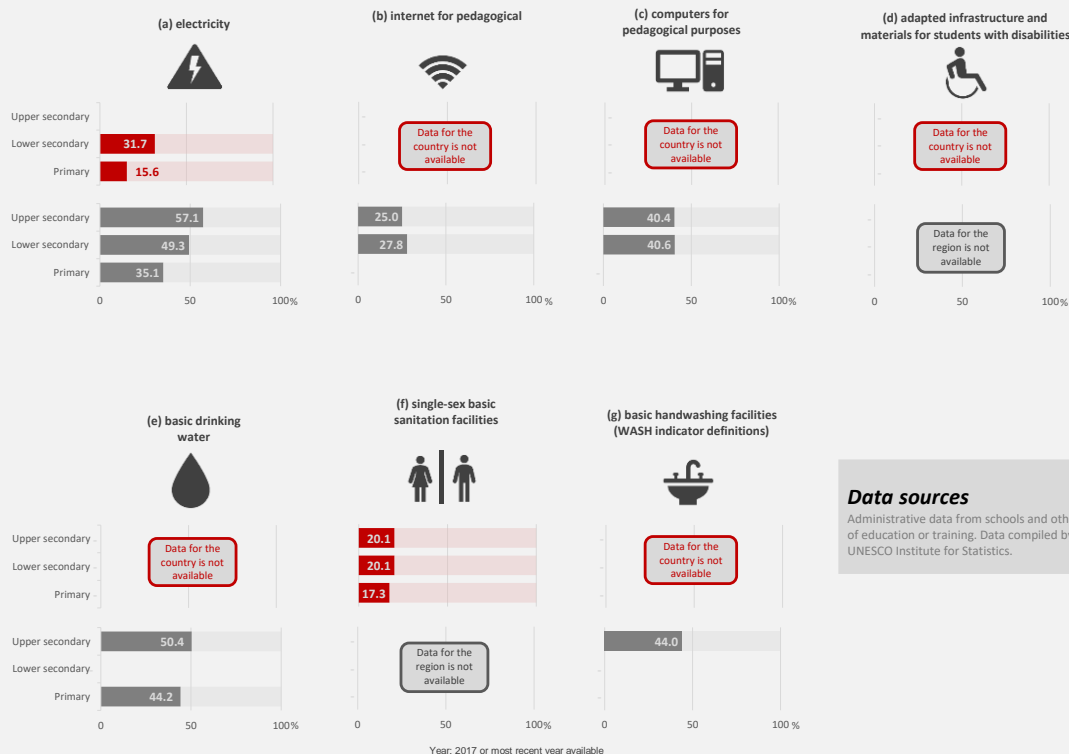 (a) electricity
(b) internet for pedagogical
(c) computers for
pedagogical purposes
(d) adapted infrastructure and
materials for students with disabilities
Upper secondary
Lower secondary
31.7
Primary
15.6
Data for the
country is not
available
Data for the
country is not
available
Data for the
country is not
available
Upper secondary
57.1
Lower secondary
49.3
Primary
35.1
0 50 100%
25.0
27.8
0 50 100 %
40.4
40.6
0 50 100 %
Data for the
region is not
available
0 50 100 %
(e) basic drinking
water
(f) single-sex basic
sanitation facilities
(g) basic handwashing facilities
(WASH indicator definitions)
Upper secondary
Lower secondary
Primary
Data for the
country is not
available
20.1
20.1
17.3
Data for the
country is not
available
Data sources
Administrative data from schools and oth
of education or training. Data compiled by
UNESCO Institute for Statistics.
Upper secondary
50.4
Lower secondary
Primary
44.2
0 50 100%
Data for the
region is not
available
0 50 100 %
44.0
0 50 100 %
Year: 2017 or most recent year available